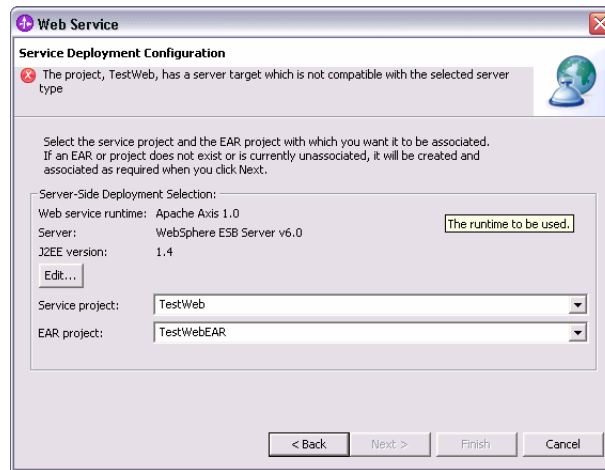 Web Service
Service Deployment Configuration
The project, TestWeb, has a server target which is not compatible with the selected server
type
Select the service project and the EAR project with which you want it to be associated.
If an EAR or project does not exist or is currently unassociated, it will be created and
associated as required when you click Next.
Server-Side Deployment Selection:
Web service runtime: Apache Axis 1.0
The runtime to be used.
Server: WebSphere ESB Server v6.0
J2EE version: 1.4
Edit...
Service project: TestWeb
EAR project: TestWebEAR
< Back Next > Finish Cancel